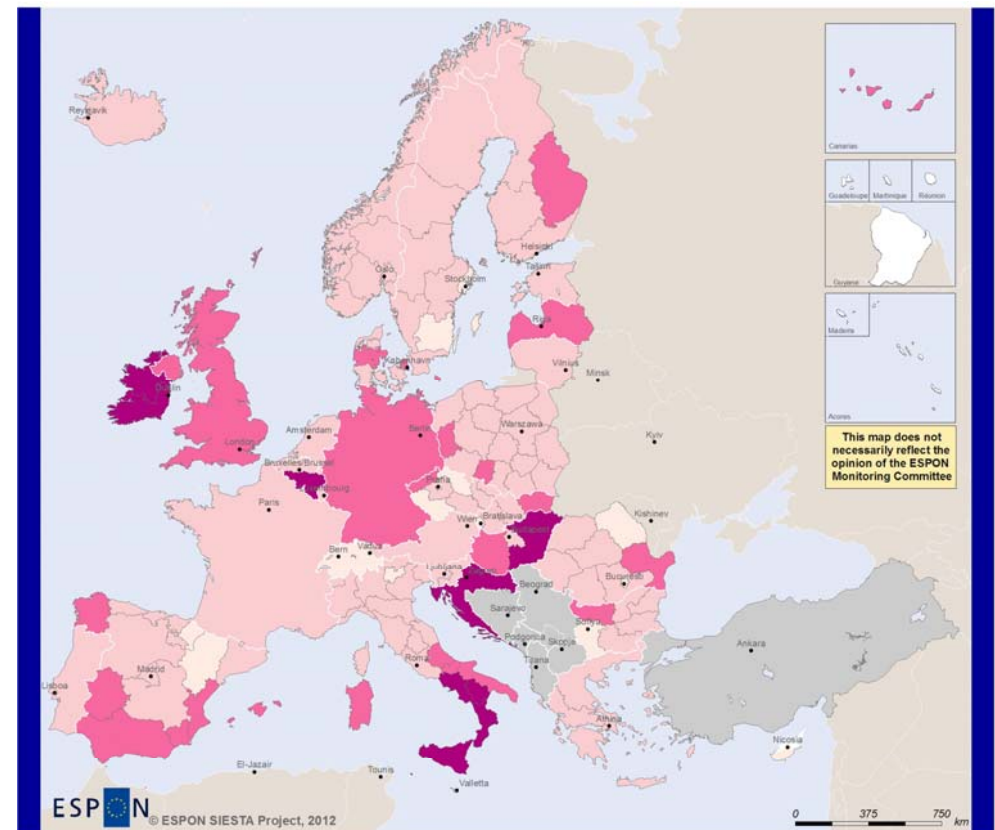 Reykjavik
Canarias
Guadeloupe
Martinique
Réunion
Guyane
Madeira
Acores
This map does not
necessarily reflect the
opinion of the ESPON
Monitoring Committee
Helsinki
Oslo
Stockholm
Tallinn
Riga
København
Vilnius
Minsk
Dublin
London
Amsterdam
Berlin
Warszawa
Kyiv
Bruxelles/Brussel
Praha
Paris
Wien
Bratislava
Kishinev
Bern
Vaduz
Ljubljana
Beograd
Bucuresti
Sarajevo
Podgorica
Skopje
Tirana
Roma
Madrid
Lisboa
Ankara
Athina
Nicosia
El-Jazair
Tounis
Valletta
ESPON
© ESPON SIESTA Project, 2012
0 375 750
km